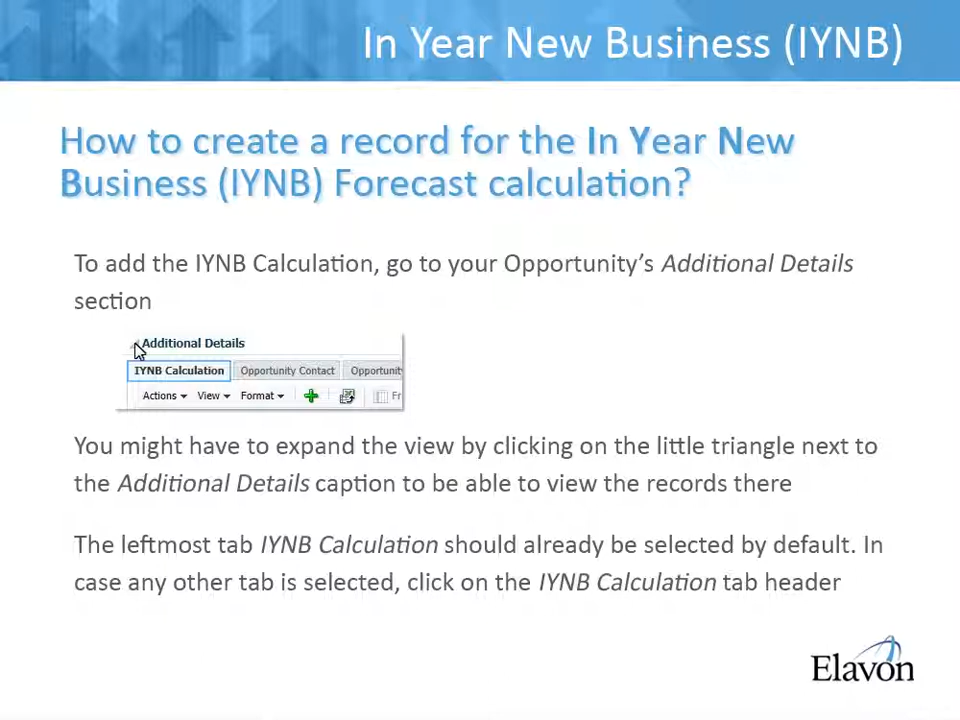 In Year New Business (IYNB)
How to create a record for the In Year New
Business (IYNB) Forecast calculation?
To add the IYNB Calculation, go to your Opportunity’s Additional Details
section
Additional Details
IYNB Calculation Opportunity Contact Opportunit
Actions View Format Fr
You might have to expand the view by clicking on the little triangle next to
the Additional Details caption to be able to view the records there
The leftmost tab IYNB Calculation should already be selected by default. In
case any other tab is selected, click on the IYNB Calculation tab header
Elavon